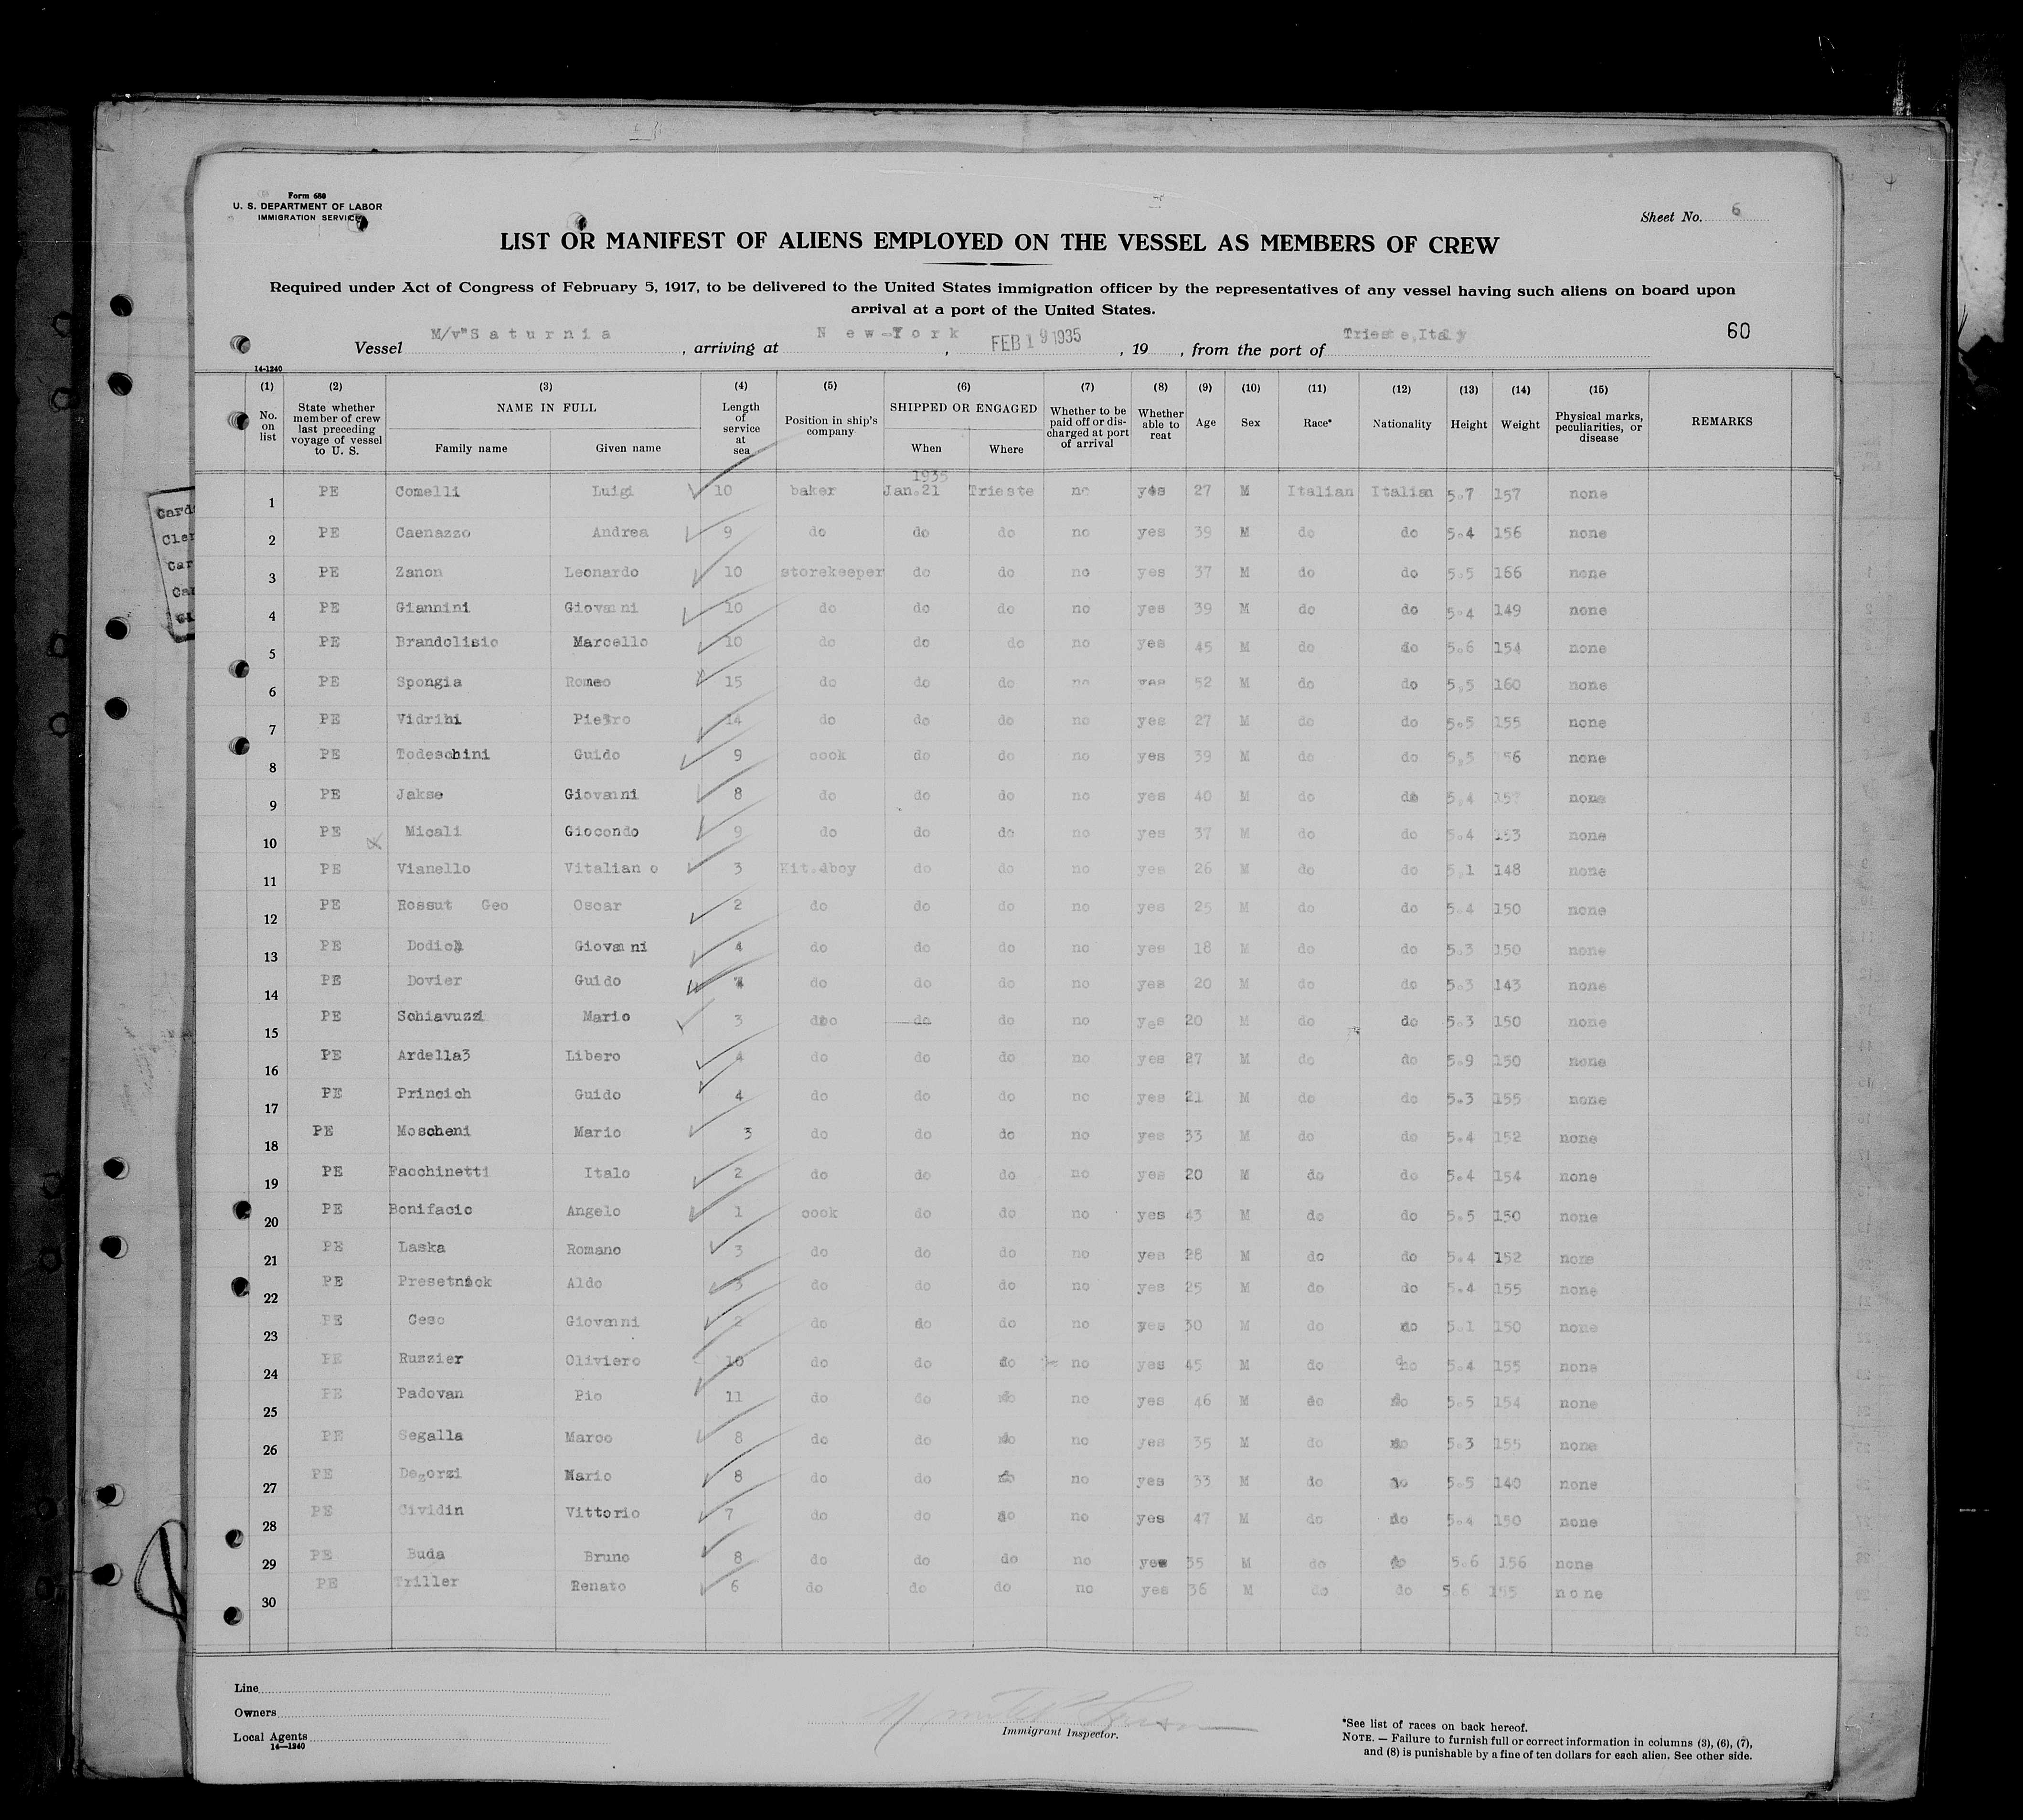 Form 680
U. S. DEPARTMENT OF LABOR
IMMIGRATION SERVICE
Sheet No. 6
LIST OR MANIFEST OF ALIENS EMPLOYED ON THE VESSEL AS MEMBERS OF CREW
Required under Act of Congress of February 5, 1917, to be delivered to the United States immigration officer by the representatives of any vessel having such aliens on board upon
arrival at a port of the United States.
Vessel M/v"Saturnia, arriving at New-York, FEB 19 1935, 19, from the port of Trieste,Italy 60
14-1240
(1) (2) (3) (4) (5) (6) (7) (8) (9) (10) (11) (12) (13) (14) (15)
No. on list State whether member of crew last preceding voyage of vessel to U. S. NAME IN FULL Family name Given name Length of service at sea Position in ship's company SHIPPED OR ENGAGED When Where Whether to be paid off or discharged at port of arrival Whether able to reat Age Sex Race* Nationality Height Weight Physical marks, peculiarities, or disease REMARKS
1935
1 PE Comelli Luigi 10 baker Jan.21 Trieste no yes 27 M Italian Italian 5.7 157 none
2 PE Caenazzo Andrea 9 do do do no yes 39 M do do 5.4 156 none
3 PE Zanon Leonardo 10 storekeeper do do no yes 37 M do do 5.5 166 none
4 PE Giannini Giovanni 10 do do do no yes 39 M do do 5.4 149 none
5 PE Brandolisio Marcello 10 do do do no yes 45 M do do 5.6 154 none
6 PE Spongia Romeo 15 do do do no yes 52 M do do 5.5 160 none
7 PE Vidrihi Pietro 14 do do do no yes 27 M do do 5.5 155 none
8 PE Todeschini Guido 9 cook do do no yes 39 M do do 5.5 56 none
9 PE Jakse Giovanni 8 do do do no yes 40 M do do 5.4 157 none
10 PE Micali Giocondo 9 do do do no yes 37 M do do 5.4 153 none
11 PE Vianello Vitaliano 3 Kit.dboy do do no yes 26 M do do 5.1 148 none
12 PE Rossut Geo Oscar 2 do do do no yes 25 M do do 5.4 150 none
13 PE Dodich Giovanni 4 do do do no yes 18 M do do 5.3 150 none
14 PE Dovier Guido do do do no yes 20 M do do 5.3 143 none
15 PE Schiavuzzi Mario 3 do do do no yes 20 M do do 5.3 150 none
16 PE Ardella3 Libero 4 do do do no yes 27 M do do 5.9 150 none
17 PE Princich Guido 4 do do do no yes 21 M do do 5.3 155 none
18 PE Moscheni Mario 3 do do do no yes 33 M do do 5.4 152 none
19 PE Facchinetti Italo 2 do do do no yes 20 M do do 5.4 154 none
20 PE Bonifacio Angelo 1 cook do do no yes 43 M do do 5.5 150 none
21 PE Laska Romano 3 do do do no yes 28 M do do 5.4 152 none
22 PE Presetnick Aldo 3 do do do no yes 25 M do do 5.4 155 none
23 PE Ceso Giovanni 2 do do do no yes 30 M do do 5.1 150 none
24 PE Russier Oliviero 10 do do do no yes 45 M do do 5.4 155 none
25 PE Padovan Pio 11 do do do no yes 46 M do do 5.5 154 none
26 PE Segalla Marco 8 do do do no yes 35 M do do 5.3 155 none
27 PE Degorzi Mario 8 do do do no yes 33 M do do 5.5 140 none
28 PE Cividin Vittorio 7 do do do no yes 47 M do do 5.4 150 none
29 PE Buda Bruno 8 do do do no yes 35 M do do 5.6 156 none
30 PE Triller Renato 6 do do do no yes 36 M do do 5 6 155 none
Line
Owners
Local Agents
14-1240
Immigrant Inspector.
*See list of races on back hereof.
NOTE. — Failure to furnish full or correct information in columns (3), (6), (7),
and (8) is punishable by a fine of ten dollars for each alien. See other side.